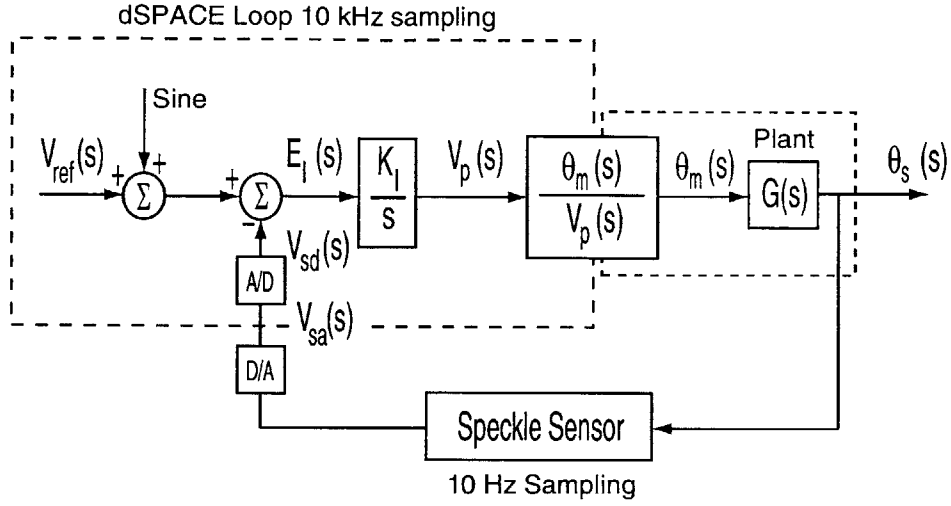 dSPACE Loop 10 kHz sampling
Sine
Plant
V_ref(s)
+
+
Σ
+
-
Σ
E_I(s)
K_I
s
V_p(s)
θ_m(s)
V_p(s)
θ_m(s)
G(s)
θ_s(s)
V_sd(s)
A/D
V_sa(s)
D/A
Speckle Sensor
10 Hz Sampling